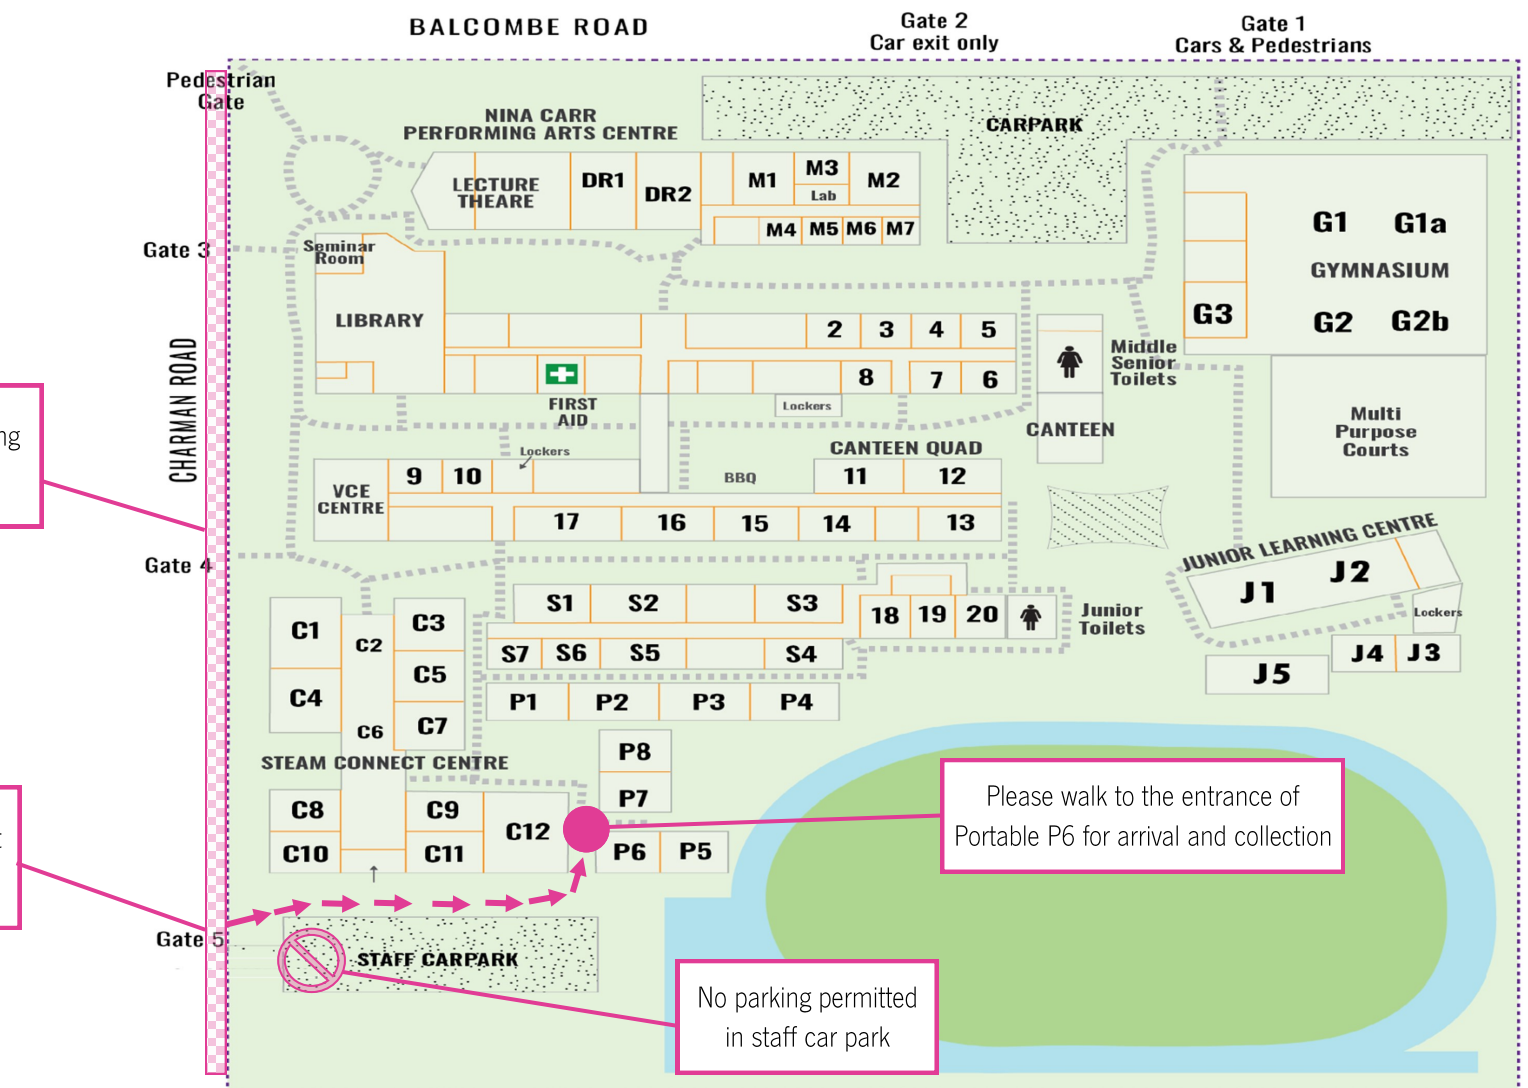 BALCOMBE ROAD
Gate 2
Car exit only
Gate 1
Cars & Pedestrians
Pedestrian
Gate
NINA CARR
PERFORMING ARTS CENTRE
CARPARK
LECTURE
THEARE
DR1
DR2
M1
M3
Lab
M2
M4
M5
M6
M7
G1
G1a
GYMNASIUM
G2
G2b
G3
Gate 3
Seminar
Room
LIBRARY
2
3
4
5
8
7
6
FIRST
AID
Lockers
Middle
Senior
Toilets
CANTEEN
Multi
Purpose
Courts
CHARMAN ROAD
ng
CANTEEN QUAD
Lockers
VCE
CENTRE
9
10
BBQ
11
12
17
16
15
14
13
Gate 4
JUNIOR LEARNING CENTRE
J1
J2
Lockers
J4
J3
J5
C1
C2
C3
C4
C5
C6
C7
S1
S2
S3
18
19
20
Junior
Toilets
S7
S6
S5
S4
P1
P2
P3
P4
STEAM CONNECT CENTRE
P8
P7
C8
C9
C12
C10
C11
P6
P5
Please walk to the entrance of
Portable P6 for arrival and collection
t
Gate 5
STAFF CARPARK
No parking permitted
in staff car park